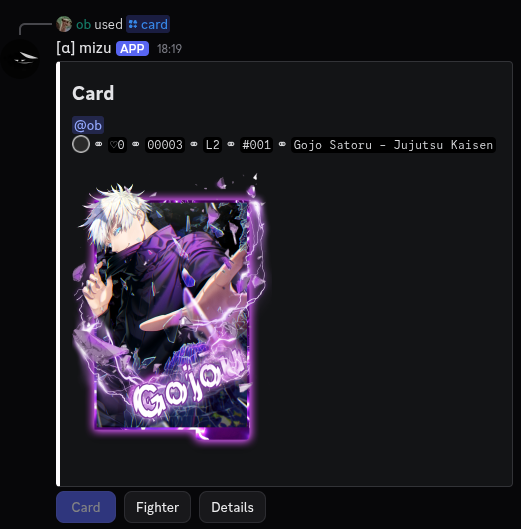 ob used card
[α] mizu APP 18:19
Card
@ob
♡0 ⚭ 00003 ⚭ L2 ⚭ #001 ⚭ Gojo Satoru - Jujutsu Kaisen
Gojou
Card Fighter Details